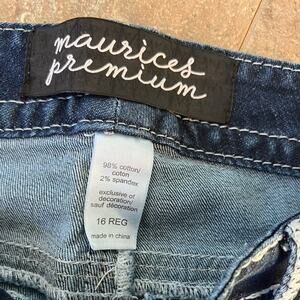 maurices
premium
98% cotton/
coton
2% spandex
exclusive of
decoration/
sauf décoration
16 REG
made in china